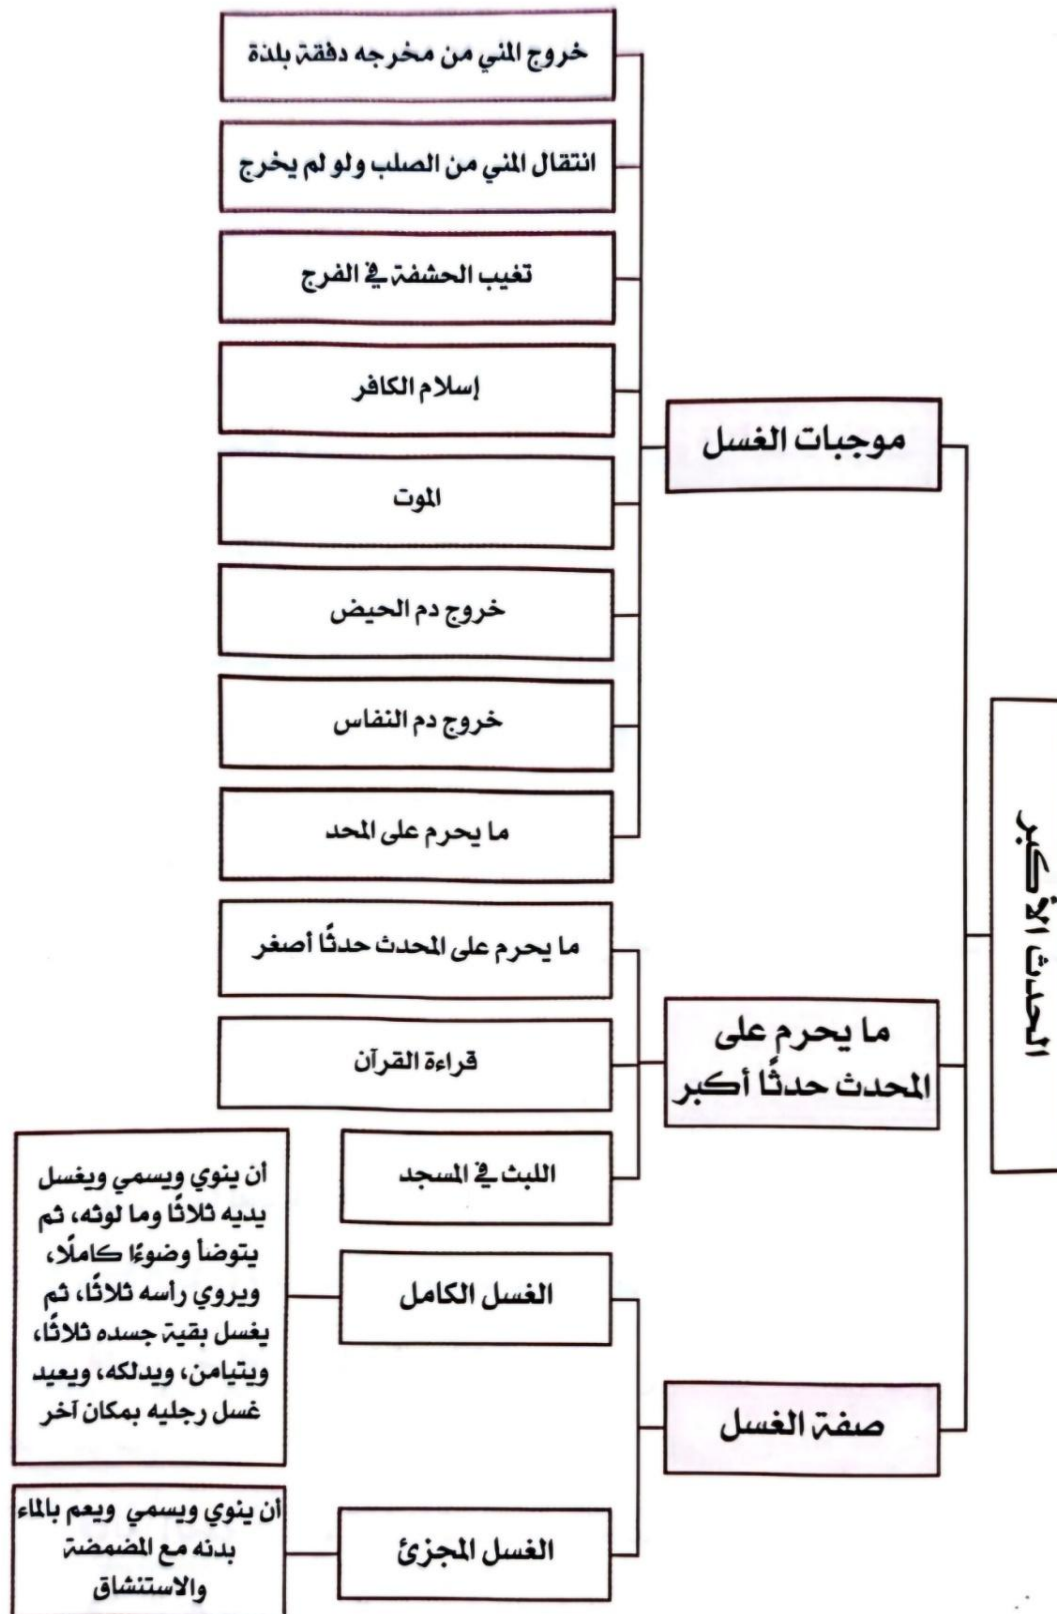 الحدث الأكبر
موجبات الغسل
خروج المني من مخرجه دفقة بلذة
انتقال المني من الصلب ولو لم يخرج
تغيب الحشفة في الفرج
إسلام الكافر
الموت
خروج دم الحيض
خروج دم النفاس
ما يحرم على المحد
ما يحرم على
المحدث حدثًا أكبر
ما يحرم على المحدث حدثًا أصغر
قراءة القرآن
اللبث في المسجد
صفة الغسل
الغسل الكامل
أن ينوي ويسمي ويغسل
يديه ثلاثًا وما لوثه، ثم
يتوضأ وضوءًا كاملًا،
ويروي رأسه ثلاثًا، ثم
يغسل بقية جسده ثلاثًا،
ويتيامن، ويدلكه، ويعيد
غسل رجليه بمكان آخر
الغسل المجزئ
أن ينوي ويسمي ويعم بالماء
بدنه مع المضمضة
والاستنشاق